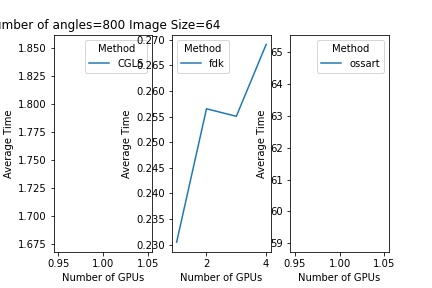 mber of angles=800 Image Size=64
Method
CGLS
1.850
1.825
1.800
1.775
1.750
1.725
1.700
1.675
Average Time
0.95 1.00 1.05
Number of GPUs
Method
fdk
0.270
0.265
0.260
0.255
0.250
0.245
0.240
0.235
0.230
Average Time
2 4
Number of GPUs
Method
ossart
65
64
63
62
61
60
59
Average Time
0.95 1.00 1.05
Number of GPUs